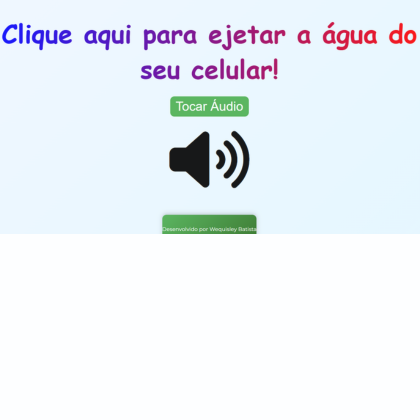 Clique aqui para ejetar a água do
seu celular!
Tocar Áudio
Desenvolvido por Wequisley Batista